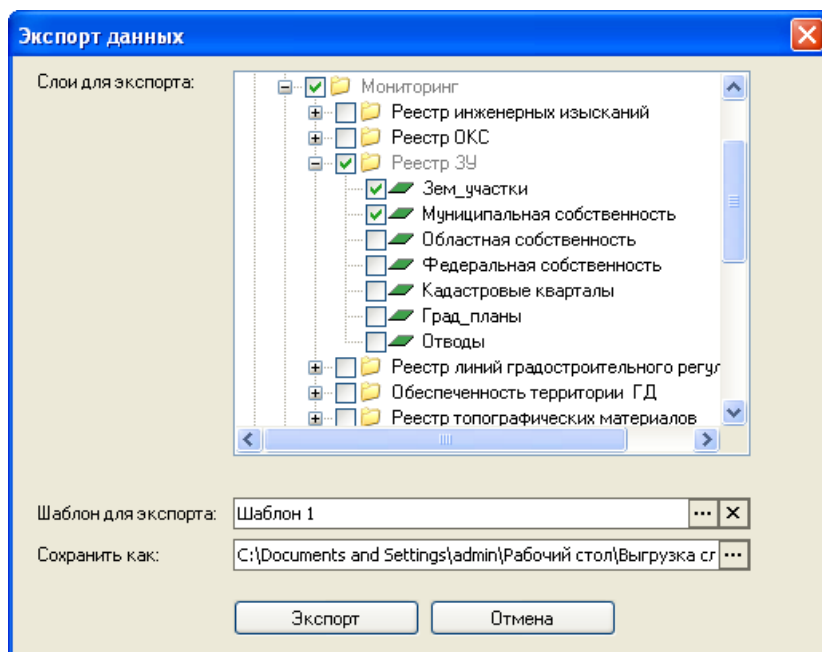 Экспорт данных
Слои для экспорта:
Мониторинг
Реестр инженерных изысканий
Реестр ОКС
Реестр ЗУ
Зем_участки
Муниципальная собственность
Областная собственность
Федеральная собственность
Кадастровые кварталы
Град_планы
Отводы
Реестр линий градостроительного регул
Обеспеченность территории ГД
Реестр топографических материалов
Шаблон для экспорта: Шаблон 1 ...
Сохранить как: C:\Documents and Settings\admin\Рабочий стол\Выгрузка сл ...
Экспорт Отмена